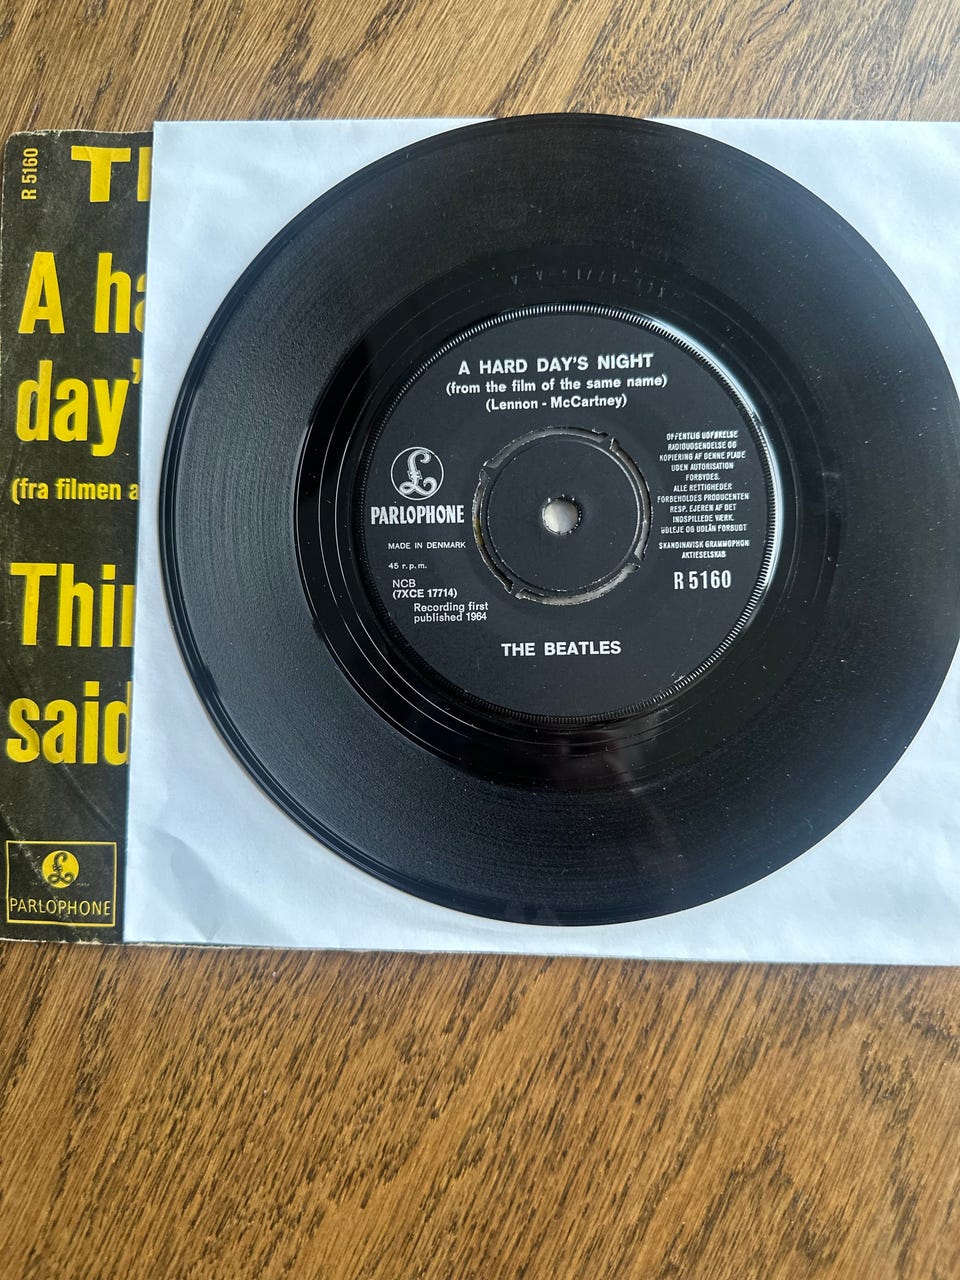 R 5160
A
day'
(fra filmen
said
PARLOPHONE
A HARD DAY'S NIGHT
(from the film of the same name)
(Lennon - McCartney)
£
PARLOPHONE
MADE IN DENMARK
45 r.p.m.
NCB
(7XCE 17714)
Recording first
published 1964
OFFENTLIG UDFØRELSE
RADIOUDSENDELSE OG
KOPIERING AF DENNE PLADE
UDEN AUTORISATION
FORBYDES.
ALLE RETTIGHEDER
FORBEHOLDES PRODUCENTEN
RESP. EJEREN AF DET
INDSPILLEDE VÆRK.
UDLEJE OG UDLÅN FORBUDT
SKANDINAVISK GRAMMOPHON
AKTIESELSKAB
R 5160
THE BEATLES